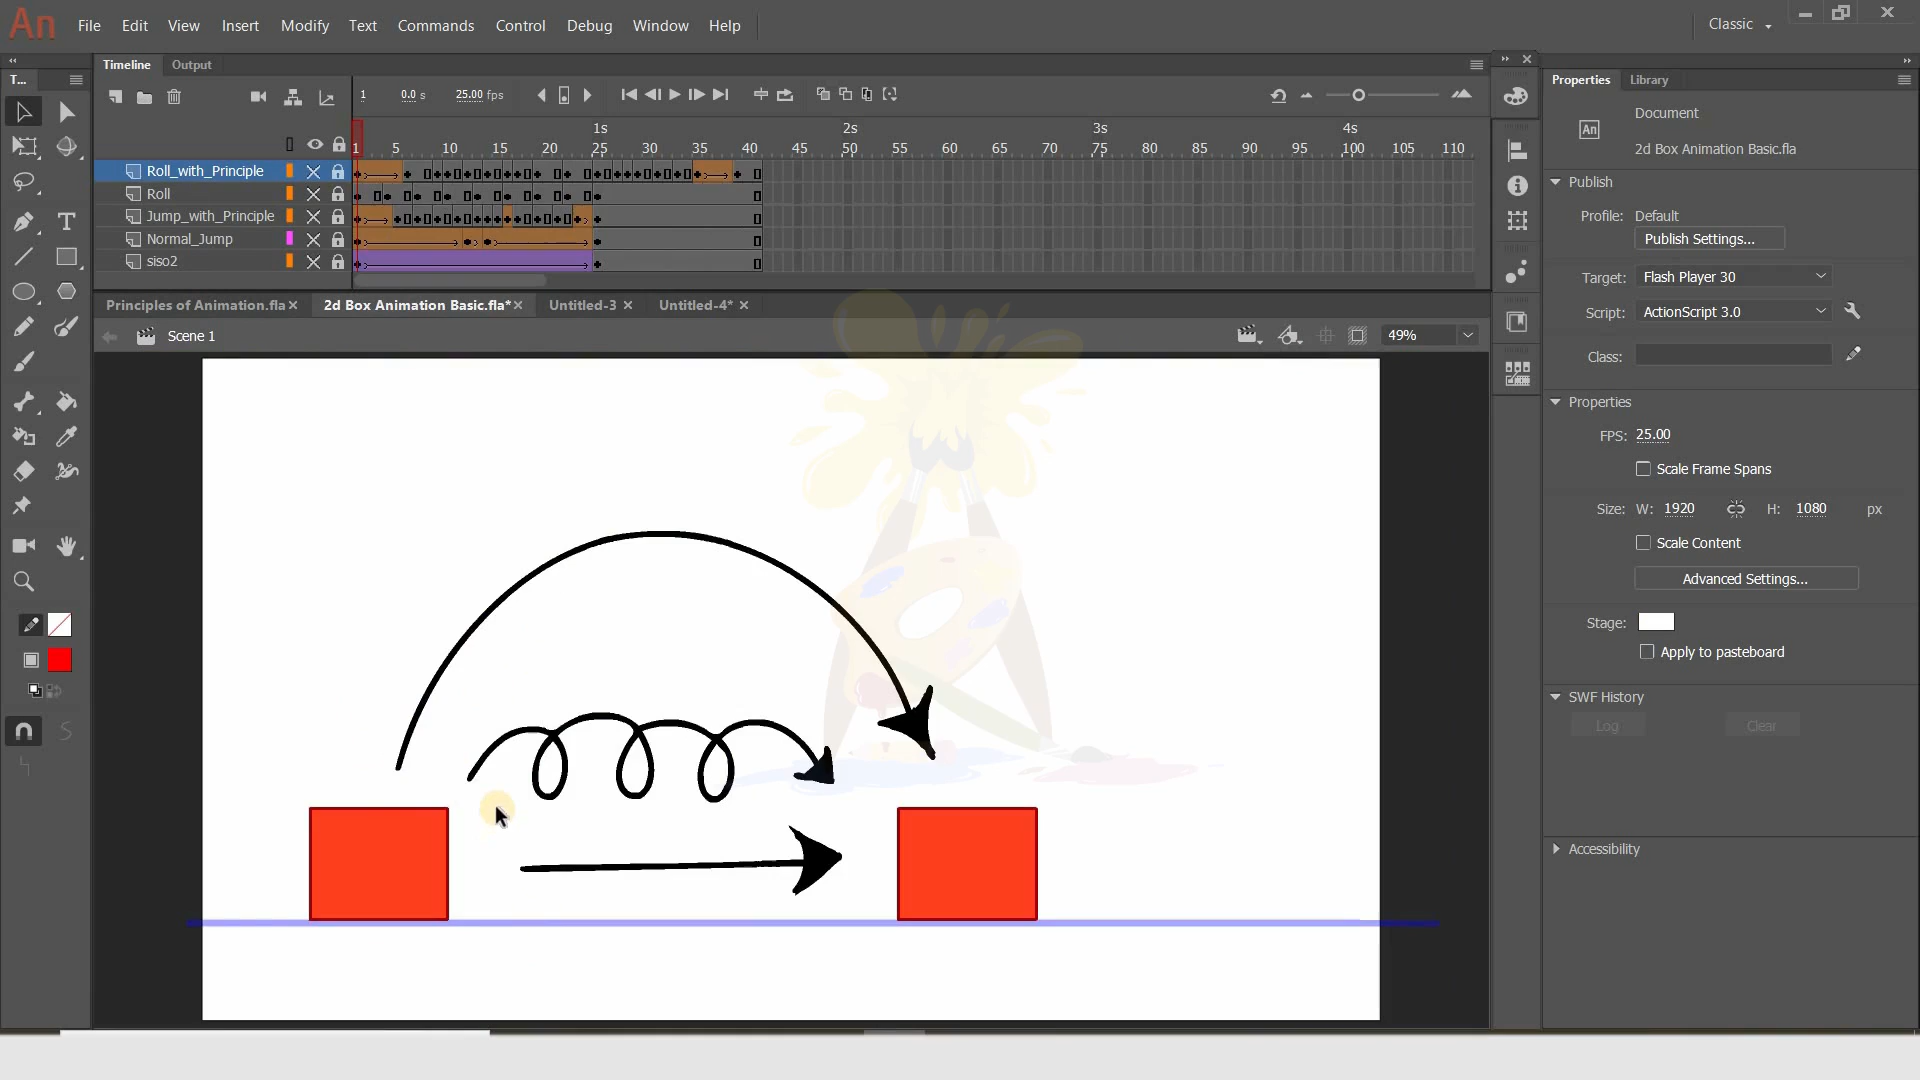 An File Edit View Insert Modify Text Commands Control Debug Window Help Classic
Timeline Output
T...
1 0.0 s 25.00 fps
1s 2s 3s 4s
1 5 10 15 20 25 30 35 40 45 50 55 60 65 70 75 80 85 90 95 100 105 110
Roll_with_Principle
Roll
Jump_with_Principle
Normal_Jump
siso2
Principles of Animation.fla 2d Box Animation Basic.fla* Untitled-3 Untitled-4*
Scene 1
49%
Properties Library
An
Document
2d Box Animation Basic.fla
Publish
Profile: Default
Publish Settings...
Target: Flash Player 30
Script: ActionScript 3.0
Class:
Properties
FPS: 25.00
Scale Frame Spans
Size: W: 1920 H: 1080 px
Scale Content
Advanced Settings...
Stage:
Apply to pasteboard
SWF History
Log Clear
Accessibility